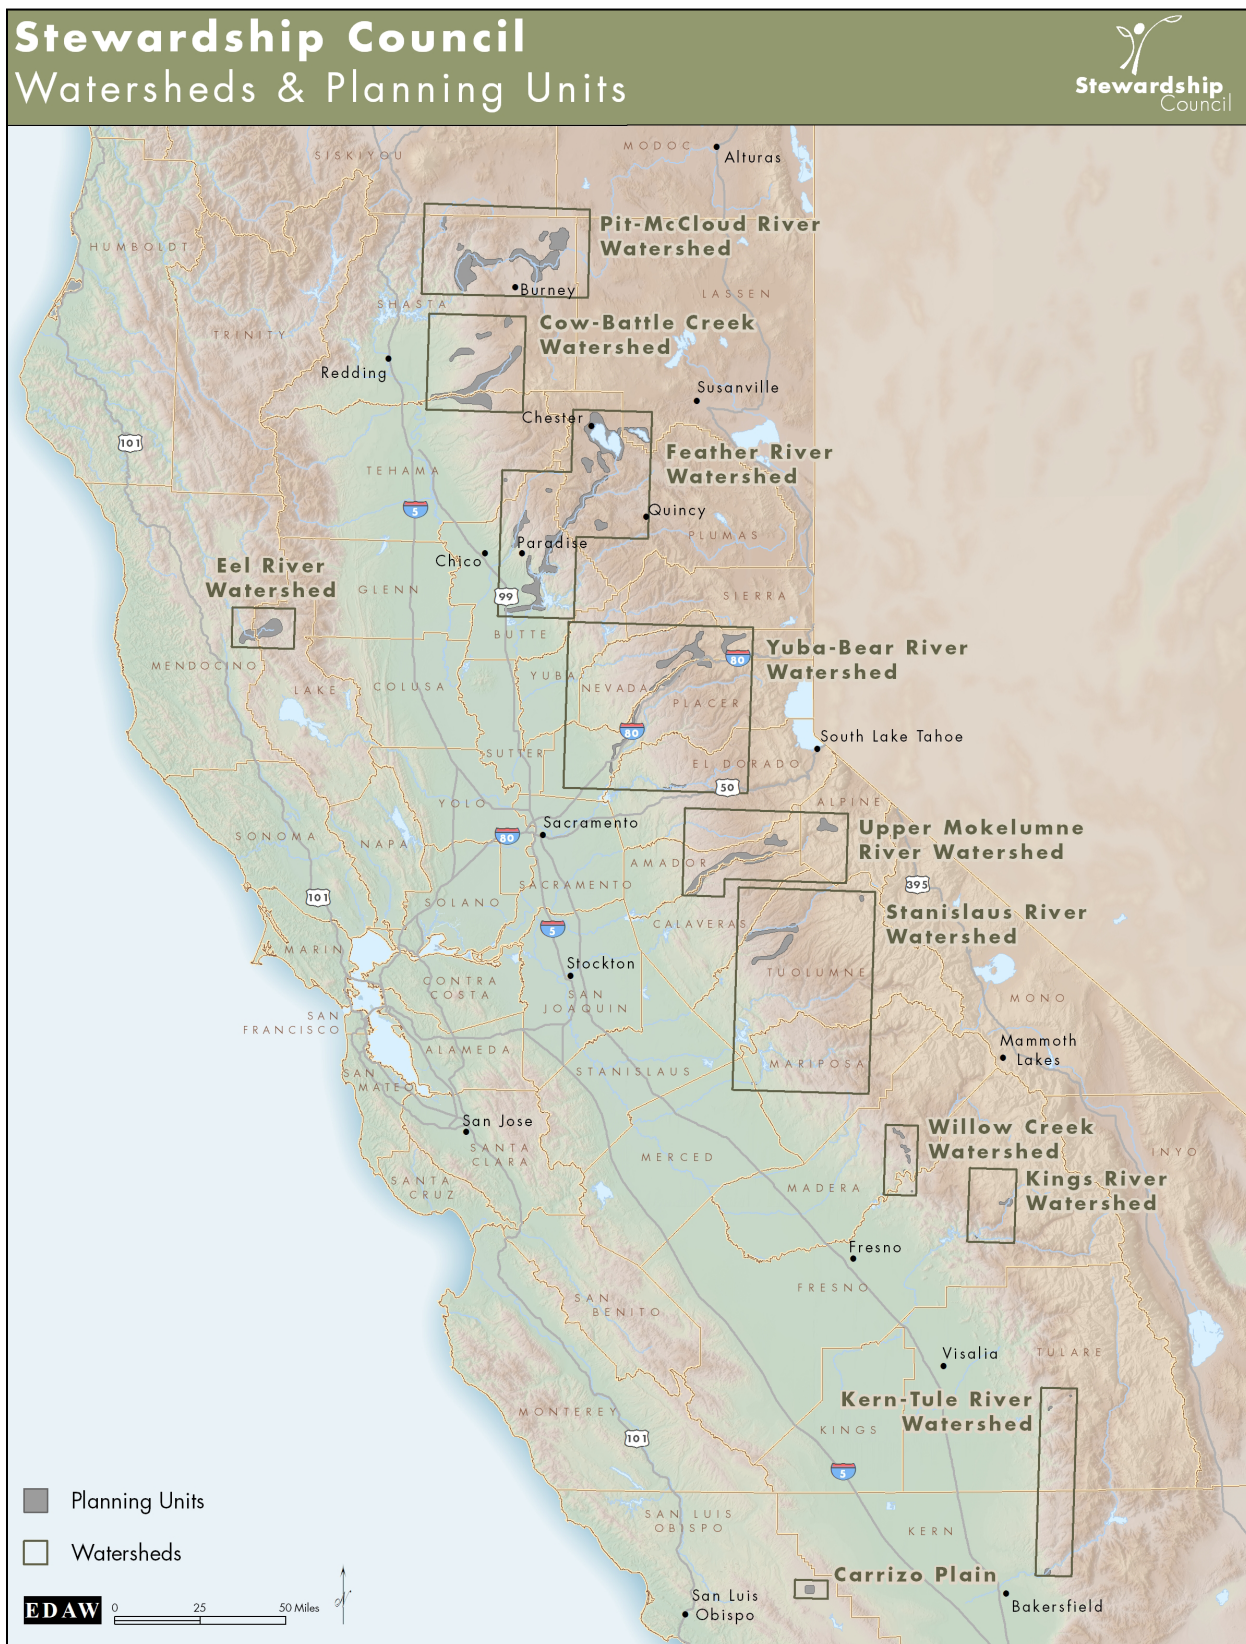 Stewardship Council
Watersheds & Planning Units
Stewardship
Council
SISKIYOU
MODOC
Alturas
HUMBOLDT
Pit-McCloud River
Watershed
Burney
SHASTA
LASSEN
TRINITY
Cow-Battle Creek
Watershed
Redding
Susanville
Chester
101
Feather River
Watershed
TEHAMA
5
Quincy
PLUMAS
Paradise
Chico
Eel River
Watershed
GLENN
99
SIERRA
BUTTE
MENDOCINO
Yuba-Bear River
Watershed
80
YUBA
NEVADA
LAKE
COLUSA
PLACER
80
South Lake Tahoe
SUTTER
EL DORADO
50
YOLO
ALPINE
Sacramento
80
SONOMA
NAPA
Upper Mokelumne
River Watershed
AMADOR
SACRAMENTO
395
101
SOLANO
Stanislaus River
Watershed
CALAVERAS
5
MARIN
Stockton
TUOLUMNE
CONTRA
COSTA
SAN
JOAQUIN
MONO
SAN
FRANCISCO
ALAMEDA
Mammoth
Lakes
MARIPOSA
STANISLAUS
SAN
MATEO
San Jose
Willow Creek
Watershed
SANTA
CLARA
MERCED
INYO
SANTA
CRUZ
MADERA
Kings River
Watershed
Fresno
FRESNO
SAN
BENITO
Visalia
TULARE
Kern-Tule River
Watershed
MONTEREY
KINGS
101
5
Planning Units
SAN LUIS
OBISPO
KERN
Watersheds
Carrizo Plain
San Luis
Obispo
Bakersfield
EDAW
0 25 50 Miles
N